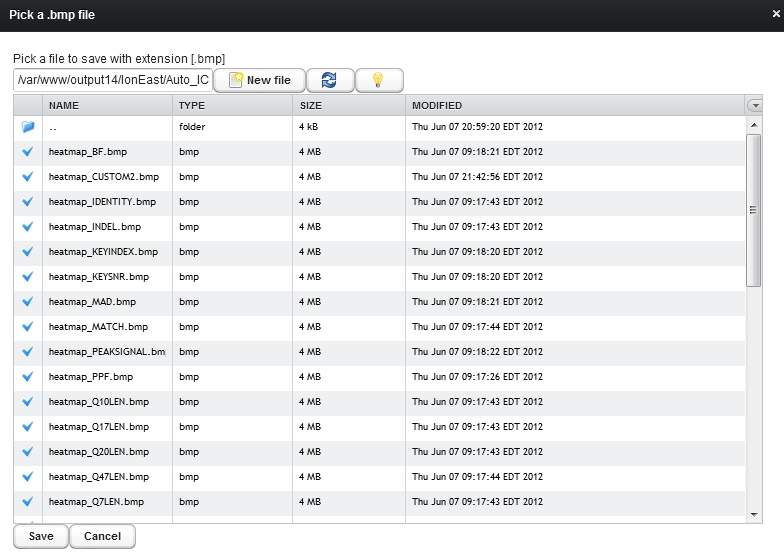 Pick a .bmp file
Pick a file to save with extension [.bmp]
/var/www/output14/IonEast/Auto_IC New file
NAME TYPE SIZE MODIFIED
.. folder 4 kB Thu Jun 07 20:59:20 EDT 2012
heatmap_BF.bmp bmp 4 MB Thu Jun 07 09:18:21 EDT 2012
heatmap_CUSTOM2.bmp bmp 4 MB Thu Jun 07 21:42:56 EDT 2012
heatmap_IDENTITY.bmp bmp 4 MB Thu Jun 07 09:17:43 EDT 2012
heatmap_INDEL.bmp bmp 4 MB Thu Jun 07 09:17:43 EDT 2012
heatmap_KEYINDEX.bmp bmp 4 MB Thu Jun 07 09:18:20 EDT 2012
heatmap_KEYSNR.bmp bmp 4 MB Thu Jun 07 09:18:20 EDT 2012
heatmap_MAD.bmp bmp 4 MB Thu Jun 07 09:18:21 EDT 2012
heatmap_MATCH.bmp bmp 4 MB Thu Jun 07 09:17:44 EDT 2012
heatmap_PEAKSIGNAL.bm bmp 4 MB Thu Jun 07 09:18:22 EDT 2012
heatmap_PPF.bmp bmp 4 MB Thu Jun 07 09:17:26 EDT 2012
heatmap_Q10LEN.bmp bmp 4 MB Thu Jun 07 09:17:43 EDT 2012
heatmap_Q17LEN.bmp bmp 4 MB Thu Jun 07 09:17:43 EDT 2012
heatmap_Q20LEN.bmp bmp 4 MB Thu Jun 07 09:17:43 EDT 2012
heatmap_Q47LEN.bmp bmp 4 MB Thu Jun 07 09:17:44 EDT 2012
heatmap_Q7LEN.bmp bmp 4 MB Thu Jun 07 09:17:43 EDT 2012
Save Cancel